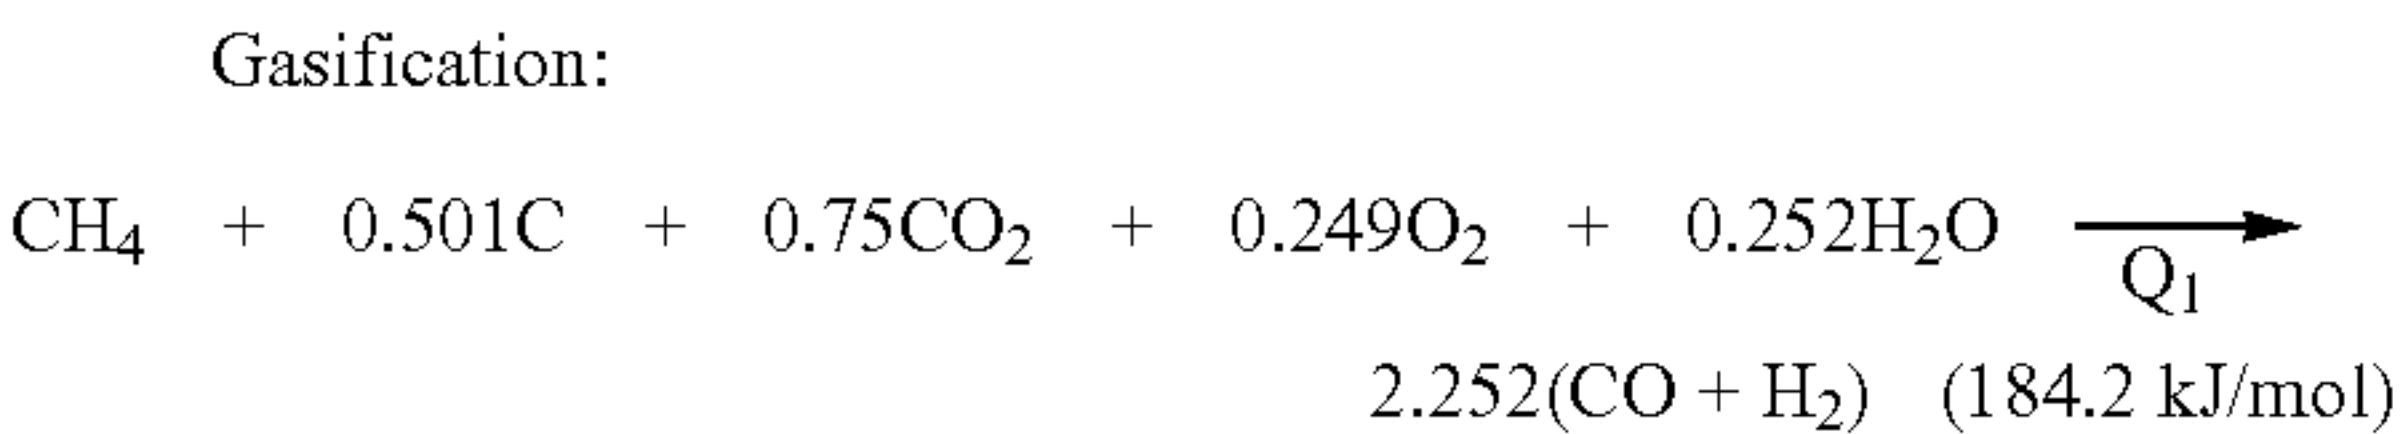 Gasification:
CH₄ + 0.501C + 0.75CO₂ + 0.249O₂ + 0.252H₂O ⟶
Q₁
2.252(CO + H₂) (184.2 kJ/mol)